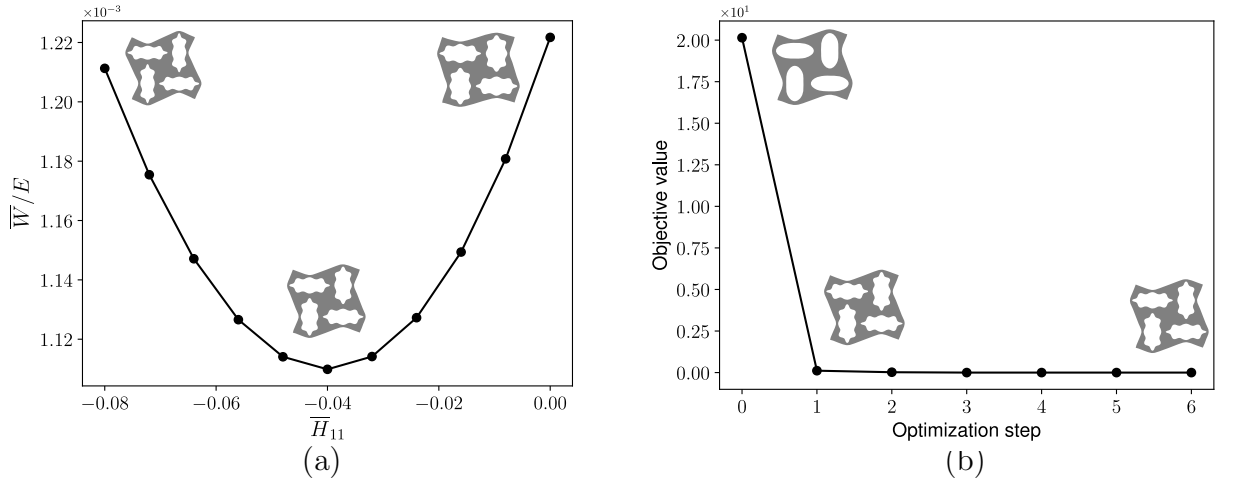 ×10⁻³
1.22
1.20
1.18
1.16
1.14
1.12
W̅/E
−0.08 −0.06 −0.04 −0.02 0.00
H̅₁₁
(a)
×10¹
2.00
1.75
1.50
1.25
1.00
0.75
0.50
0.25
0.00
Objective value
0 1 2 3 4 5 6
Optimization step
(b)